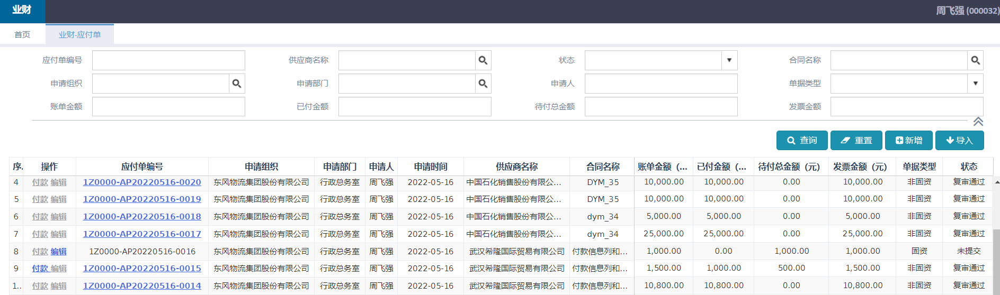 业财 周飞强 (000032)
首页 业财-应付单
应付单编号 供应商名称 状态 合同名称
申请组织 申请部门 申请人 单据类型
账单金额 已付金额 待付总金额 发票金额
查询 重置 新增 导入
序. 操作 应付单编号 申请组织 申请部门 申请人 申请时间 供应商名称 合同名称 账单金额（... 已付金额（... 待付总金额（元） 发票金额（元） 单据类型 状态
4 付款 编辑 1Z0000-AP20220516-0020 东风物流集团股份有限公司 行政总务室 周飞强 2022-05-16 中国石化销售股份有限公... DYM_35 10,000.00 10,000.00 0.00 10,000.00 非固资 复审通过
5 付款 编辑 1Z0000-AP20220516-0019 东风物流集团股份有限公司 行政总务室 周飞强 2022-05-16 中国石化销售股份有限公... DYM_35 10,000.00 10,000.00 0.00 10,000.00 非固资 复审通过
6 付款 编辑 1Z0000-AP20220516-0018 东风物流集团股份有限公司 行政总务室 周飞强 2022-05-16 中国石化销售股份有限公... dym_34 5,000.00 5,000.00 0.00 5,000.00 非固资 复审通过
7 付款 编辑 1Z0000-AP20220516-0017 东风物流集团股份有限公司 行政总务室 周飞强 2022-05-16 中国石化销售股份有限公... dym_34 25,000.00 25,000.00 0.00 25,000.00 非固资 复审通过
8 付款 编辑 1Z0000-AP20220516-0016 东风物流集团股份有限公司 行政总务室 周飞强 2022-05-16 武汉希隆国际贸易有限公司 付款信息列和... 1,000.00 0.00 1,000.00 1,000.00 固资 未提交
9 付款 编辑 1Z0000-AP20220516-0015 东风物流集团股份有限公司 行政总务室 周飞强 2022-05-16 武汉希隆国际贸易有限公司 付款信息列和... 1,500.00 1,000.00 500.00 1,500.00 非固资 复审通过
1.. 付款 编辑 1Z0000-AP20220516-0014 东风物流集团股份有限公司 行政总务室 周飞强 2022-05-16 武汉希隆国际贸易有限公司 付款信息列和... 10,800.00 10,800.00 0.00 10,800.00 非固资 复审通过